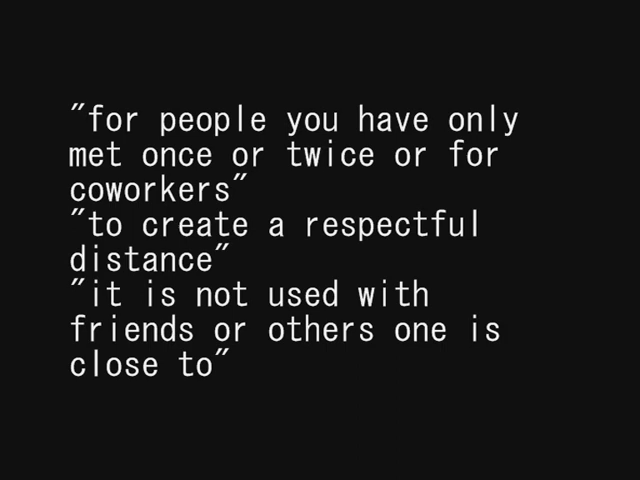 "for people you have only
met once or twice or for
coworkers"
"to create a respectful
distance"
"it is not used with
friends or others one is
close to"